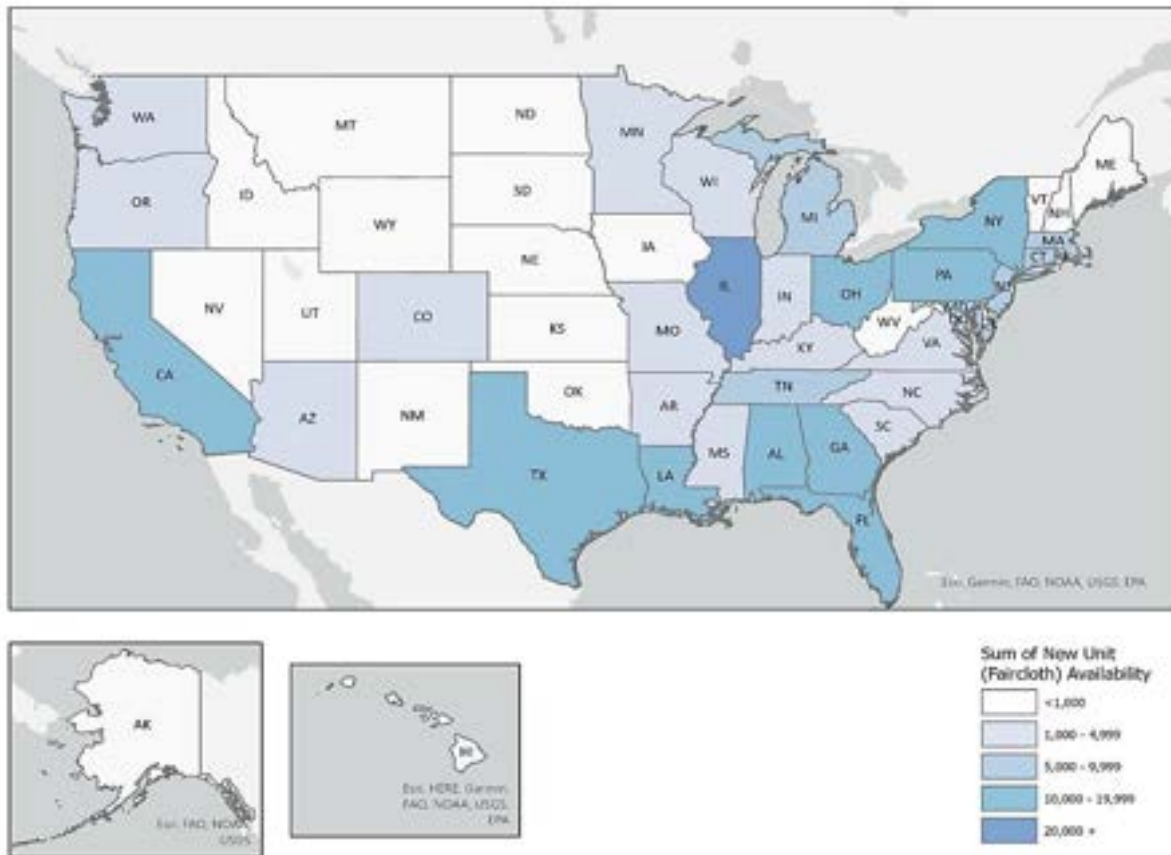 WA
MT
ND
MN
ME
OR
ID
SD
WI
VT
NH
WY
MI
NY
MA
CT
IA
NE
PA
NJ
NV
UT
CO
IL
IN
OH
WV
KS
MO
KY
VA
CA
AZ
NM
OK
AR
TN
NC
SC
TX
LA
MS
AL
GA
FL
Esri, Garmin, FAO, NOAA, USGS, EPA
AK
Esri, FAO, NOAA,
USGS
HI
Esri, HERE, Garmin,
FAO, NOAA, USGS,
EPA
Sum of New Unit
(Faircloth) Availability
<1,000
1,000 - 4,999
5,000 - 9,999
10,000 - 19,999
20,000 +